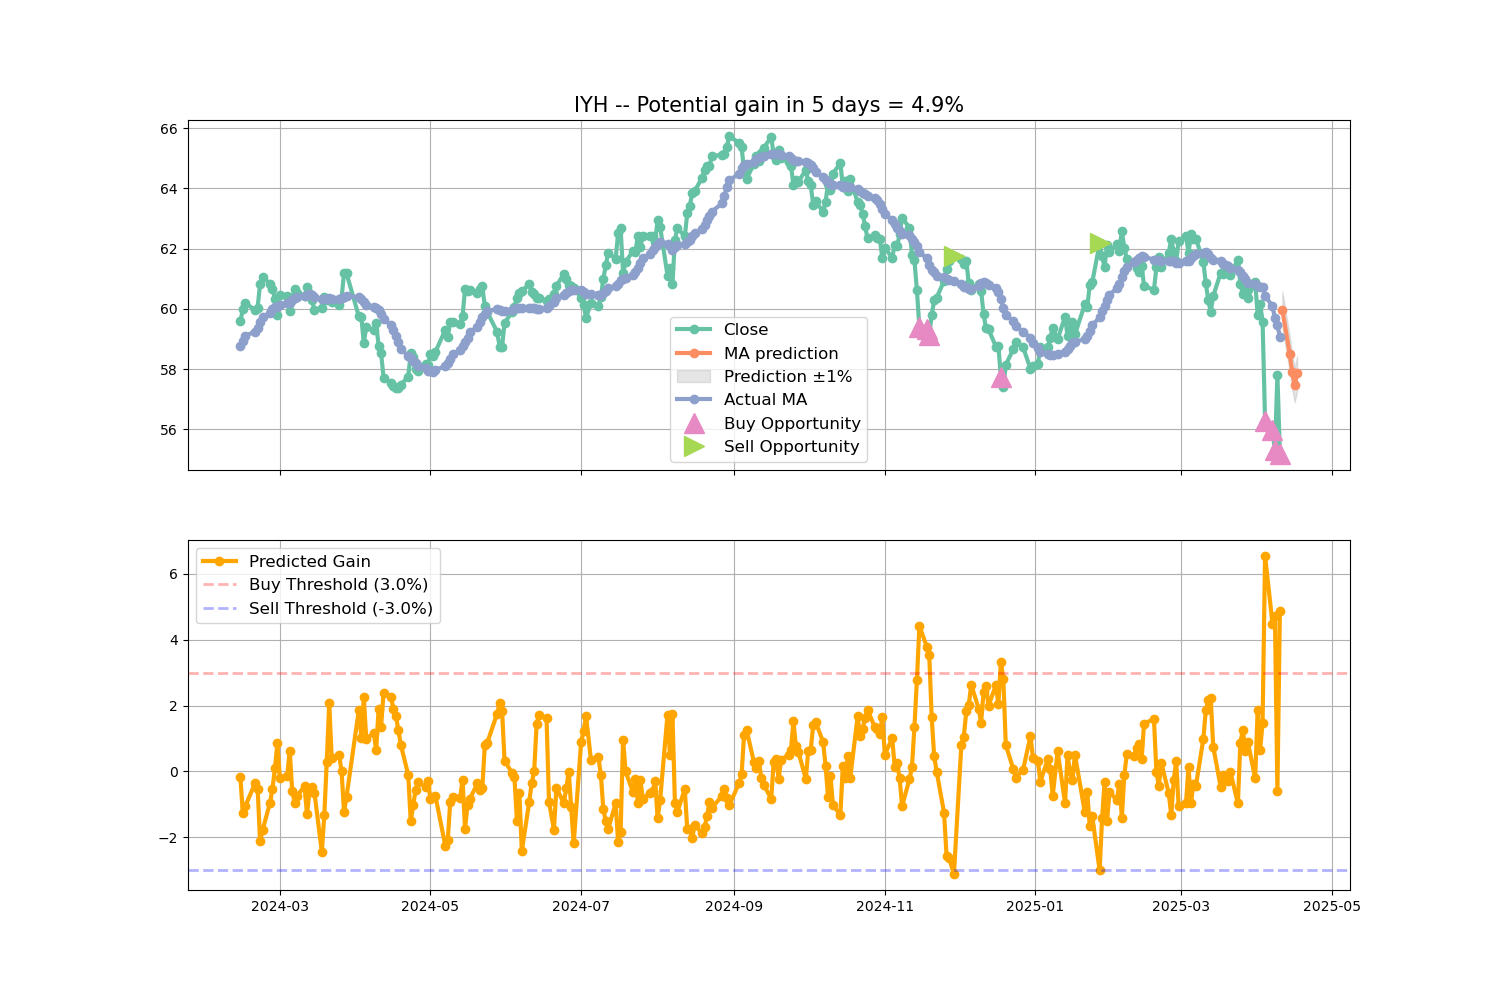 IYH -- Potential gain in 5 days = 4.9%
66
64
62
60
58
56
Close
MA prediction
Prediction ±1%
Actual MA
Buy Opportunity
Sell Opportunity
Predicted Gain
Buy Threshold (3.0%)
Sell Threshold (-3.0%)
6
4
2
0
−2
2024-03
2024-05
2024-07
2024-09
2024-11
2025-01
2025-03
2025-05